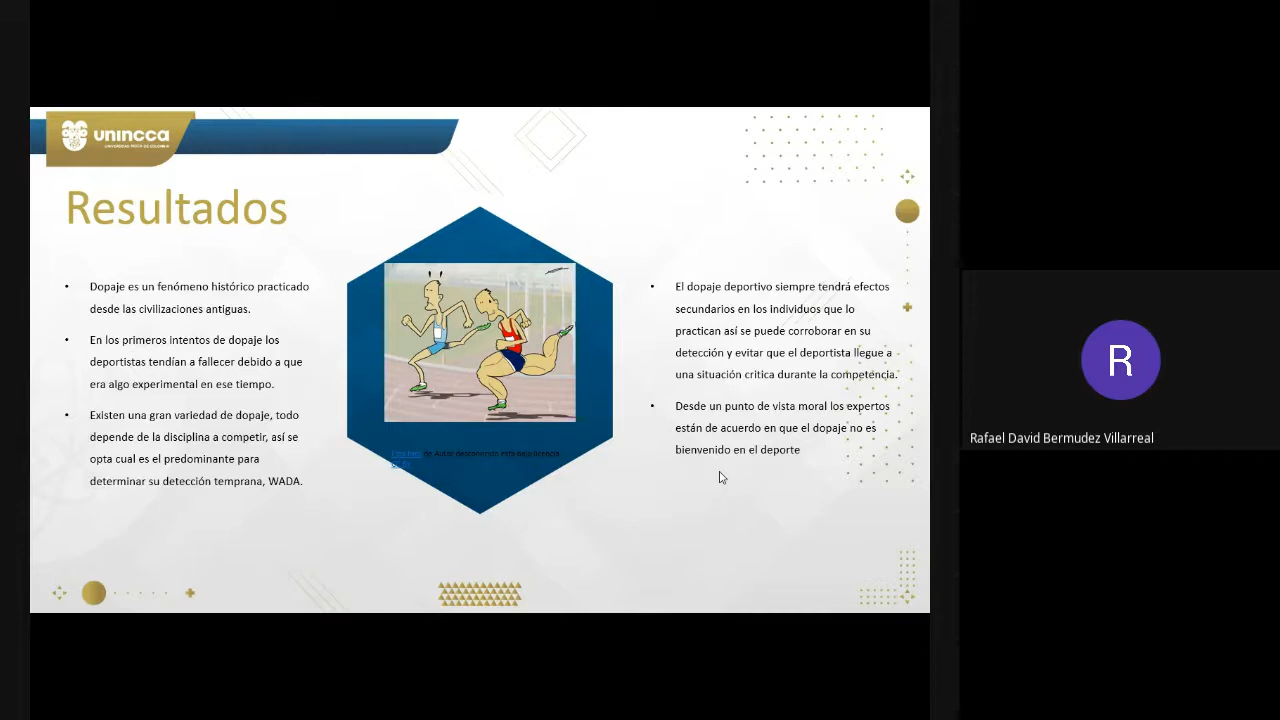 unincca
UNIVERSIDAD INCCA DE COLOMBIA
Resultados
• Dopaje es un fenómeno histórico practicado
desde las civilizaciones antiguas.
• En los primeros intentos de dopaje los
deportistas tendían a fallecer debido a que
era algo experimental en ese tiempo.
• Existen una gran variedad de dopaje, todo
depende de la disciplina a competir, así se
opta cual es el predominante para
determinar su detección temprana, WADA.
Esta foto de Autor desconocido está bajo licencia
• El dopaje deportivo siempre tendrá efectos
secundarios en los individuos que lo
practican así se puede corroborar en su
detección y evitar que el deportista llegue a
una situación critica durante la competencia.
• Desde un punto de vista moral los expertos
están de acuerdo en que el dopaje no es
bienvenido en el deporte
R
Rafael David Bermudez Villarreal